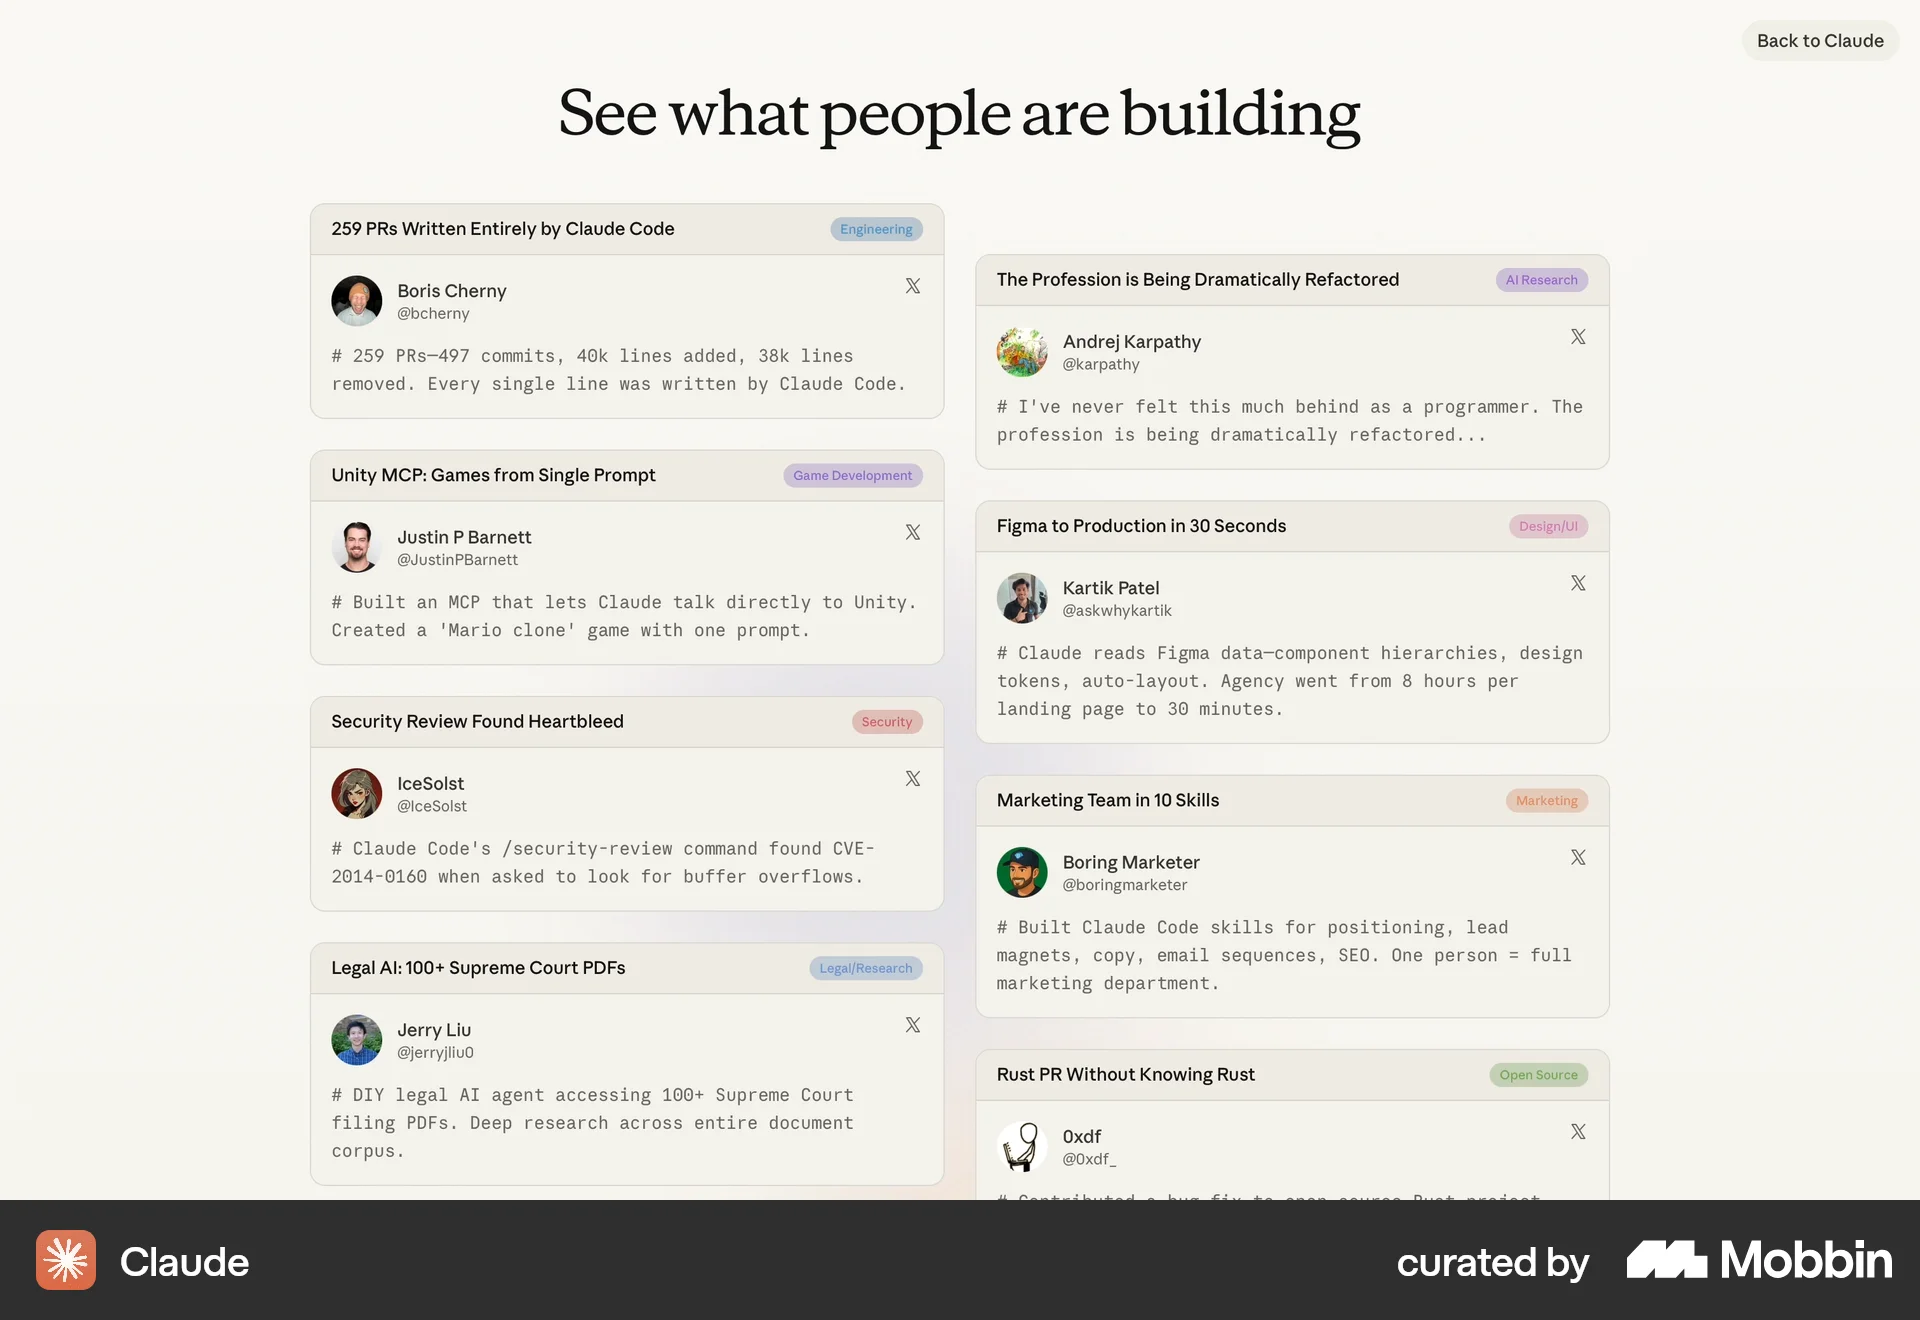 Back to Claude
See what people are building
259 PRs Written Entirely by Claude Code
Engineering
Boris Cherny
@bcherny
# 259 PRs—497 commits, 40k lines added, 38k lines
removed. Every single line was written by Claude Code.
Unity MCP: Games from Single Prompt
Game Development
Justin P Barnett
@JustinPBarnett
# Built an MCP that lets Claude talk directly to Unity.
Created a 'Mario clone' game with one prompt.
Security Review Found Heartbleed
Security
IceSolst
@IceSolst
# Claude Code's /security-review command found CVE-
2014-0160 when asked to look for buffer overflows.
Legal AI: 100+ Supreme Court PDFs
Legal/Research
Jerry Liu
@jerryjliu0
# DIY legal AI agent accessing 100+ Supreme Court
filing PDFs. Deep research across entire document
corpus.
The Profession is Being Dramatically Refactored
AI Research
Andrej Karpathy
@karpathy
# I've never felt this much behind as a programmer. The
profession is being dramatically refactored...
Figma to Production in 30 Seconds
Design/UI
Kartik Patel
@askwhykartik
# Claude reads Figma data—component hierarchies, design
tokens, auto-layout. Agency went from 8 hours per
landing page to 30 minutes.
Marketing Team in 10 Skills
Marketing
Boring Marketer
@boringmarketer
# Built Claude Code skills for positioning, lead
magnets, copy, email sequences, SEO. One person = full
marketing department.
Rust PR Without Knowing Rust
Open Source
0xdf
@0xdf_
# Contributed a bug fix to open source Rust project
Claude
curated by Mobbin